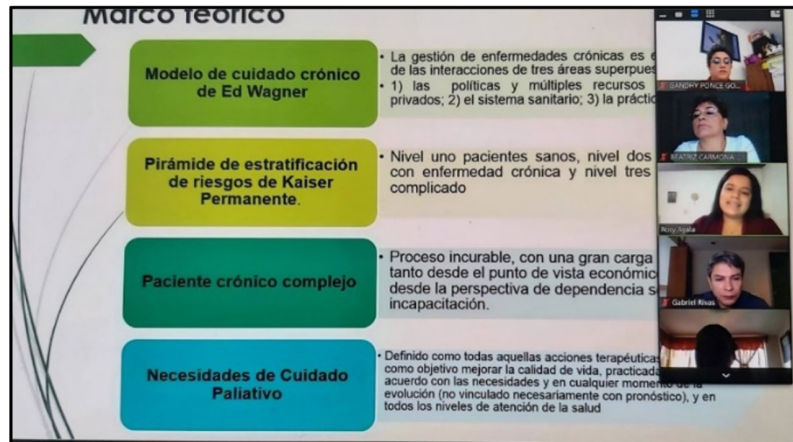 Marco teórico
Modelo de cuidado crónico
de Ed Wagner
• La gestión de enfermedades crónicas es
de las interacciones de tres áreas
• 1) las políticas y múltiples recursos
privados; 2) el sistema sanitario; 3) la
Pirámide de estratificación
de riesgos de Kaiser
Permanente.
• Nivel uno pacientes sanos, nivel dos
con enfermedad crónica y nivel tres
complicado
Paciente crónico complejo
• Proceso incurable, con una gran carga
tanto desde el punto de vista
desde la perspectiva de dependencia
incapacitación.
Necesidades de Cuidado
Paliativo
• Definido como todas aquellas acciones terapéuticas
como objetivo mejorar la calidad de vida,
acuerdo con las necesidades y en cualquier momento de la
evolución (no vinculado necesariamente con pronóstico), y en
todos los niveles de atención de la salud
GANDHY PONCE GO...
BEATRIZ CARMONA...
Rosy Ayala
Gabriel Rivas